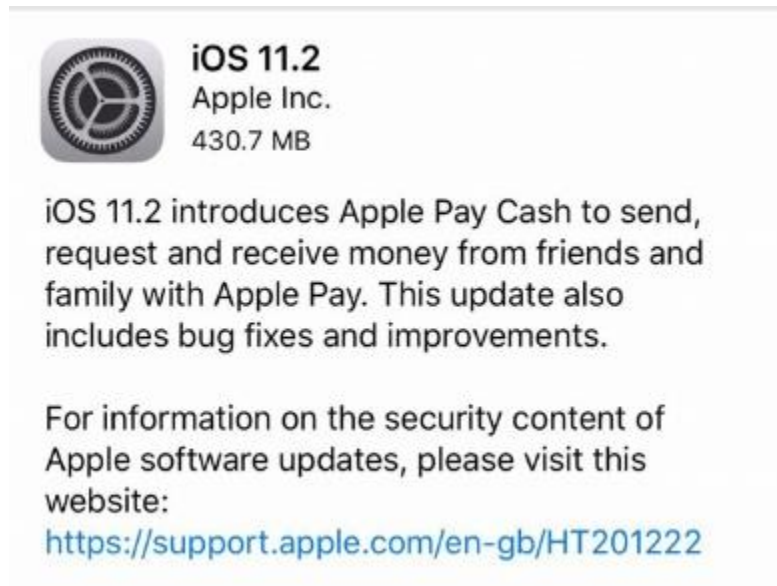 iOS 11.2
Apple Inc.
430.7 MB
iOS 11.2 introduces Apple Pay Cash to send,
request and receive money from friends and
family with Apple Pay. This update also
includes bug fixes and improvements.
For information on the security content of
Apple software updates, please visit this
website:
https://support.apple.com/en-gb/HT201222